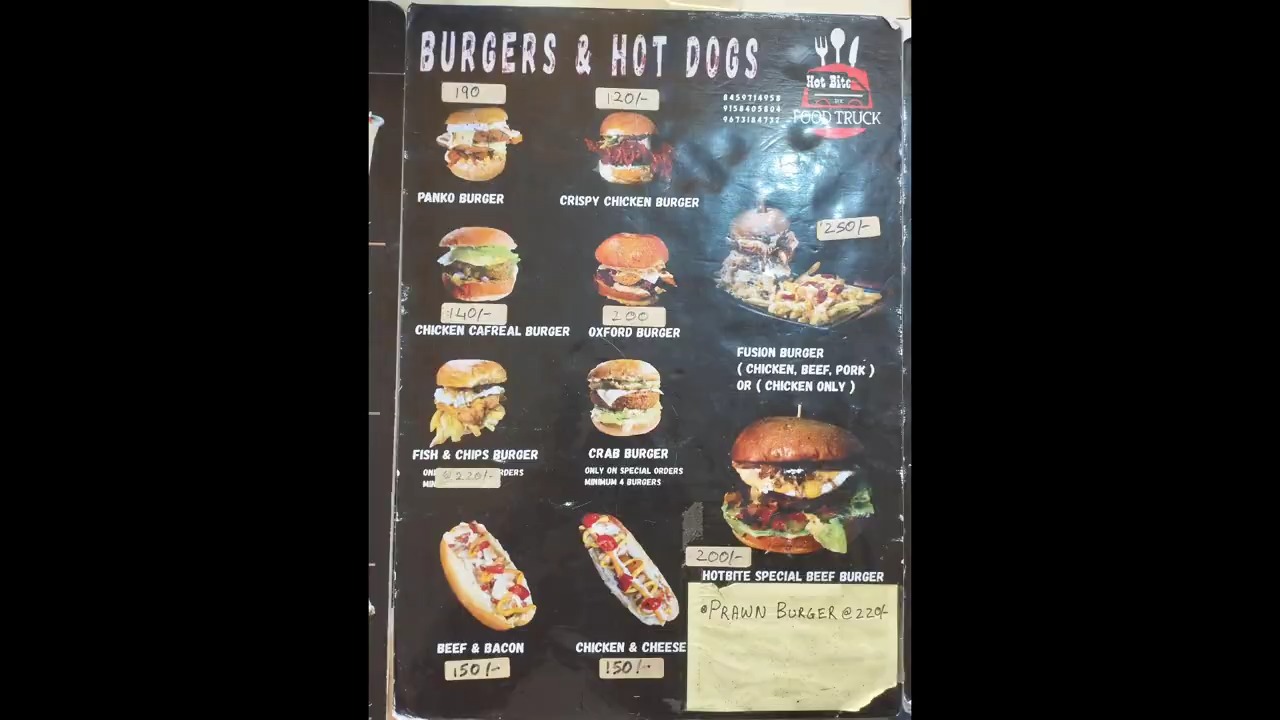 BURGERS & HOT DOGS
Hot Bite
FOOD TRUCK
8459714958
9158405804
9673184732
190
PANKO BURGER
120/-
CRISPY CHICKEN BURGER
140/-
CHICKEN CAFREAL BURGER
200
OXFORD BURGER
250/-
FUSION BURGER
( CHICKEN, BEEF, PORK )
OR ( CHICKEN ONLY )
FISH & CHIPS BURGER
@220/-
CRAB BURGER
ONLY ON SPECIAL ORDERS
MINIMUM 4 BURGERS
200/-
HOTBITE SPECIAL BEEF BURGER
BEEF & BACON
150/-
CHICKEN & CHEESE
150/-
•PRAWN BURGER @ 220/-